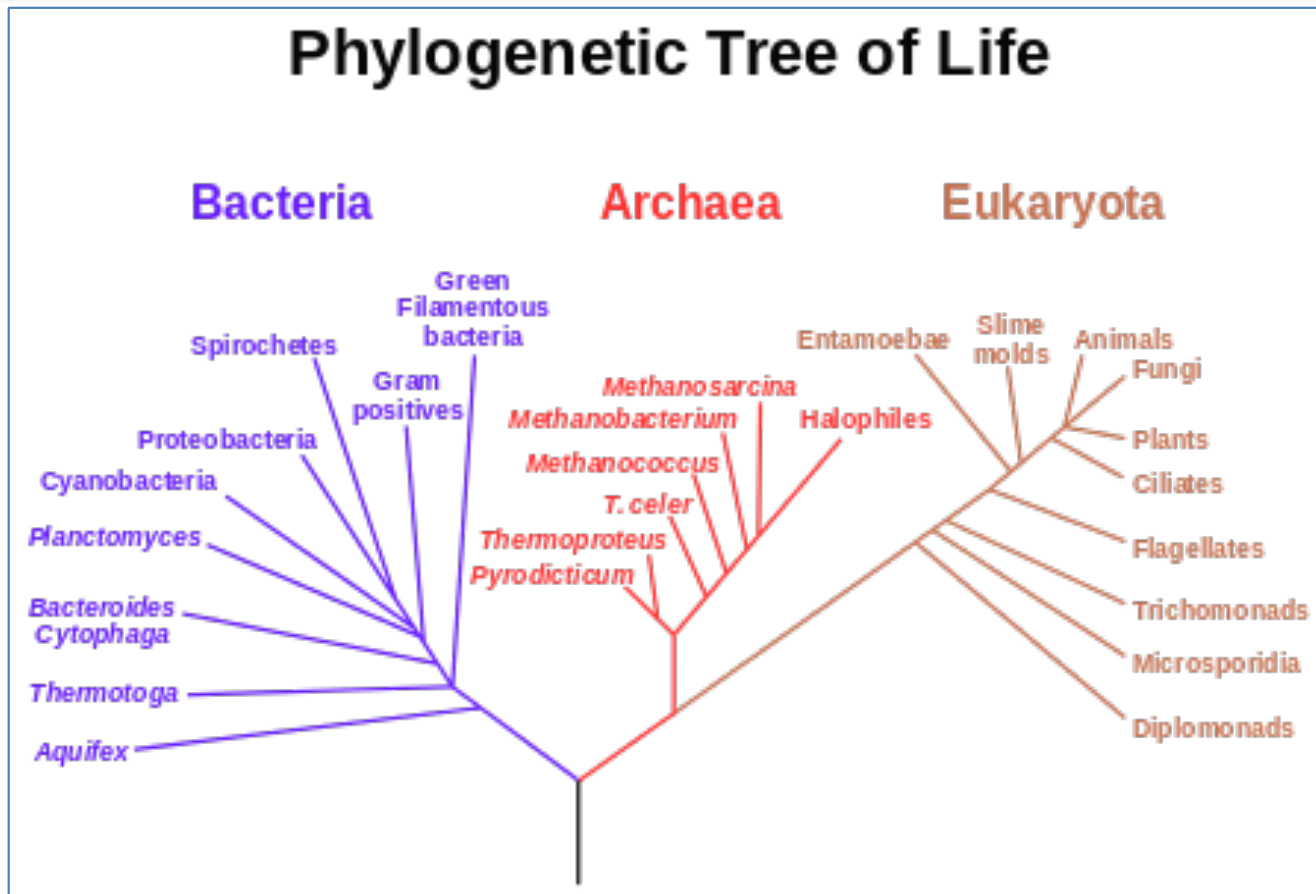 Phylogenetic Tree of Life
Bacteria
Archaea
Eukaryota
Green
Filamentous
bacteria
Spirochetes
Gram
positives
Proteobacteria
Cyanobacteria
Planctomyces
Bacteroides
Cytophaga
Thermotoga
Aquifex
Methanosarcina
Methanobacterium
Halophiles
Methanococcus
T. celer
Thermoproteus
Pyrodicticum
Entamoebae
Slime
molds
Animals
Fungi
Plants
Ciliates
Flagellates
Trichomonads
Microsporidia
Diplomonads